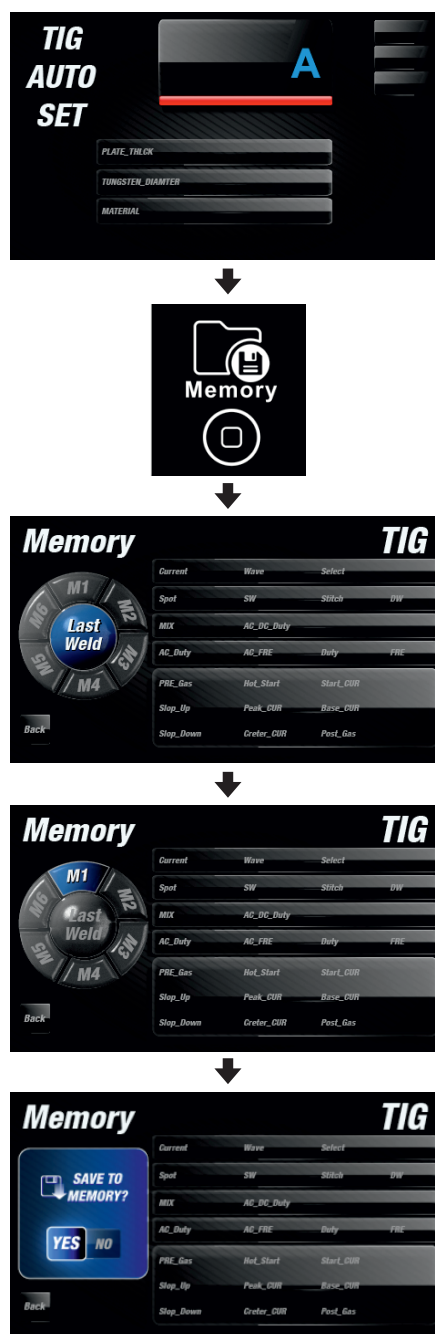 TIG
AUTO
SET
A
PLATE_THLCK
TUNGSTEN_DIAMTER
MATERIAL
Memory
Memory TIG
M1
M2
M3
M4
M5
M6
Last
Weld
Back
Current Wave Select
Spot SW Stitch DW
MIX AC_DC_Duty
AC_Duty AC_FRE Duty FRE
PRE_Gas Hot_Start Start_CUR
Slop_Up Peak_CUR Base_CUR
Slop_Down Creter_CUR Post_Gas
Memory TIG
M1
M2
M3
M4
M5
M6
Last
Weld
Back
Current Wave Select
Spot SW Stitch DW
MIX AC_DC_Duty
AC_Duty AC_FRE Duty FRE
PRE_Gas Hot_Start Start_CUR
Slop_Up Peak_CUR Base_CUR
Slop_Down Creter_CUR Post_Gas
Memory TIG
SAVE TO
MEMORY?
YES NO
Back
Current Wave Select
Spot SW Stitch DW
MIX AC_DC_Duty
AC_Duty AC_FRE Duty FRE
PRE_Gas Hot_Start Start_CUR
Slop_Up Peak_CUR Base_CUR
Slop_Down Creter_CUR Post_Gas